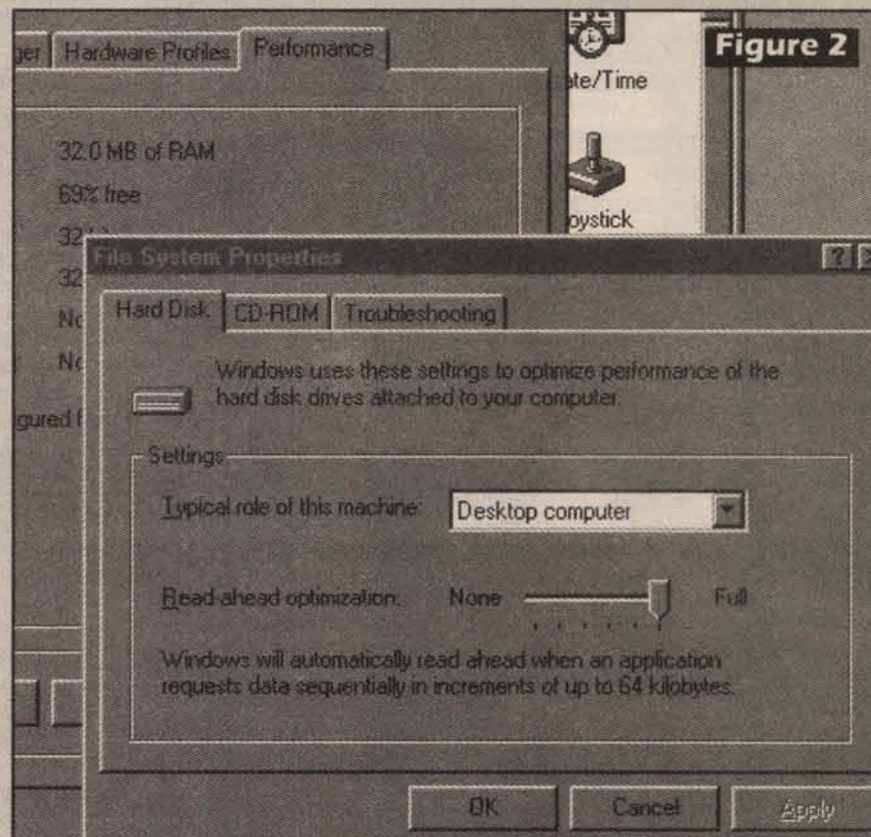 Figure 2
ger
Hardware Profiles
Performance
ate/Time
32.0 MB of RAM
69% free
oystick
32
File System Properties
32
Hard Disk
CD-ROM
Troubleshooting
No
No
Windows uses these settings to optimize performance of the
hard disk drives attached to your computer.
gured f
Settings
Typical role of this machine:
Desktop computer
Read-ahead optimization:
None
Full
Windows will automatically read ahead when an application
requests data sequentially in increments of up to 64 kilobytes.
OK
Cancel
Apply